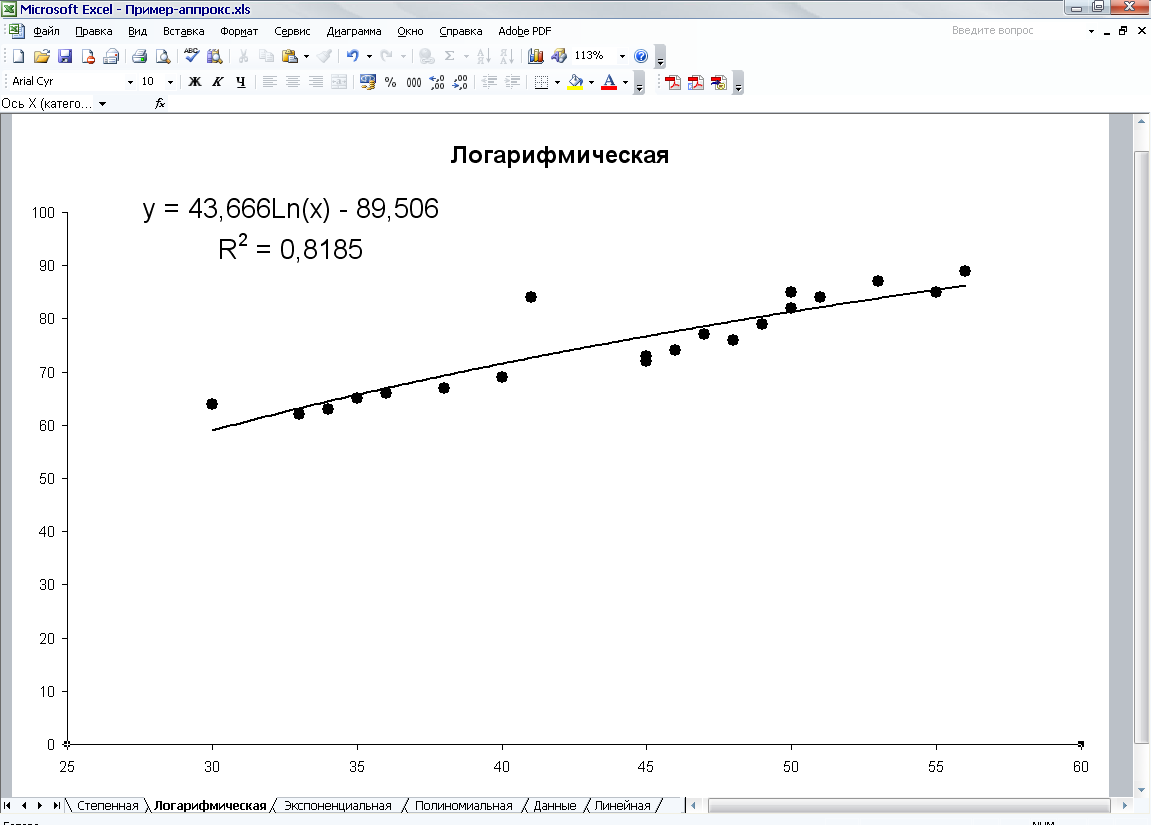 Microsoft Excel - Пример-аппрокс.xls
Файл Правка Вид Вставка Формат Сервис Диаграмма Окно Справка Adobe PDF Введите вопрос
113%
Arial Cyr 10 Ж К Ч % 000
Ось X (катего... fx
Логарифмическая
y = 43,666Ln(x) - 89,506
R² = 0,8185
100
90
80
70
60
50
40
30
20
10
0
25 30 35 40 45 50 55 60
Степенная Логарифмическая Экспоненциальная Полиномиальная Данные Линейная